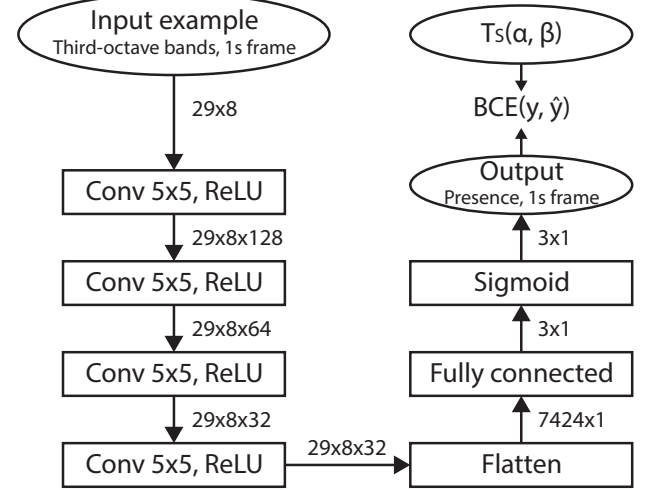 Input example
Third-octave bands, 1s frame
29x8
Conv 5x5, ReLU
29x8x128
Conv 5x5, ReLU
29x8x64
Conv 5x5, ReLU
29x8x32
Conv 5x5, ReLU
29x8x32
Flatten
7424x1
Fully connected
3x1
Sigmoid
3x1
Output
Presence, 1s frame
BCE(y, ŷ)
Ts(α, β)